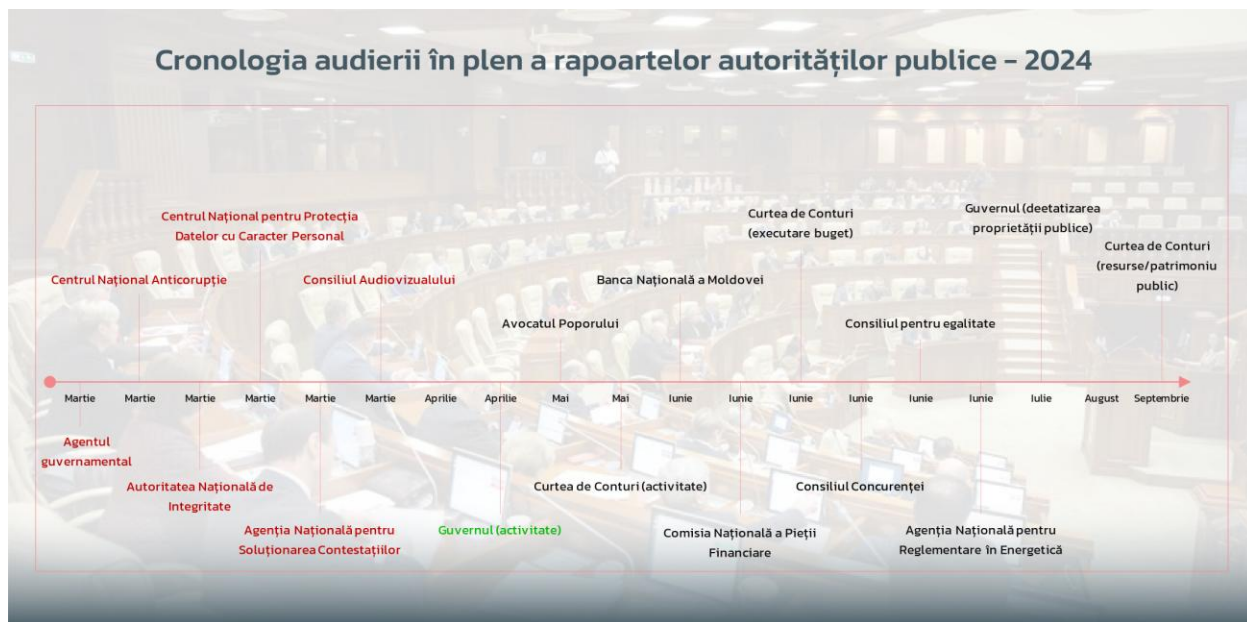 Cronologia audierii în plen a rapoartelor autorităților publice - 2024
Centrul Național pentru Protecția
Datelor cu Caracter Personal
Curtea de Conturi
(executare buget)
Guvernul (deetatizarea
proprietății publice)
Curtea de Conturi
(resurse/patrimoniu
public)
Centrul Național Anticorupție
Consiliul Audiovizualului
Banca Națională a Moldovei
Avocatul Poporului
Consiliul pentru egalitate
Martie Martie Martie Martie Martie Martie Aprilie Aprilie Mai Mai Iunie Iunie Iunie Iunie Iunie Iunie Iulie August Septembrie
Agentul
guvernamental
Autoritatea Națională de
Integritate
Curtea de Conturi (activitate)
Consiliul Concurenței
Agenția Națională pentru
Soluționarea Contestațiilor
Guvernul (activitate)
Comisia Națională a Pieții
Financiare
Agenția Națională pentru
Reglementare în Energetică